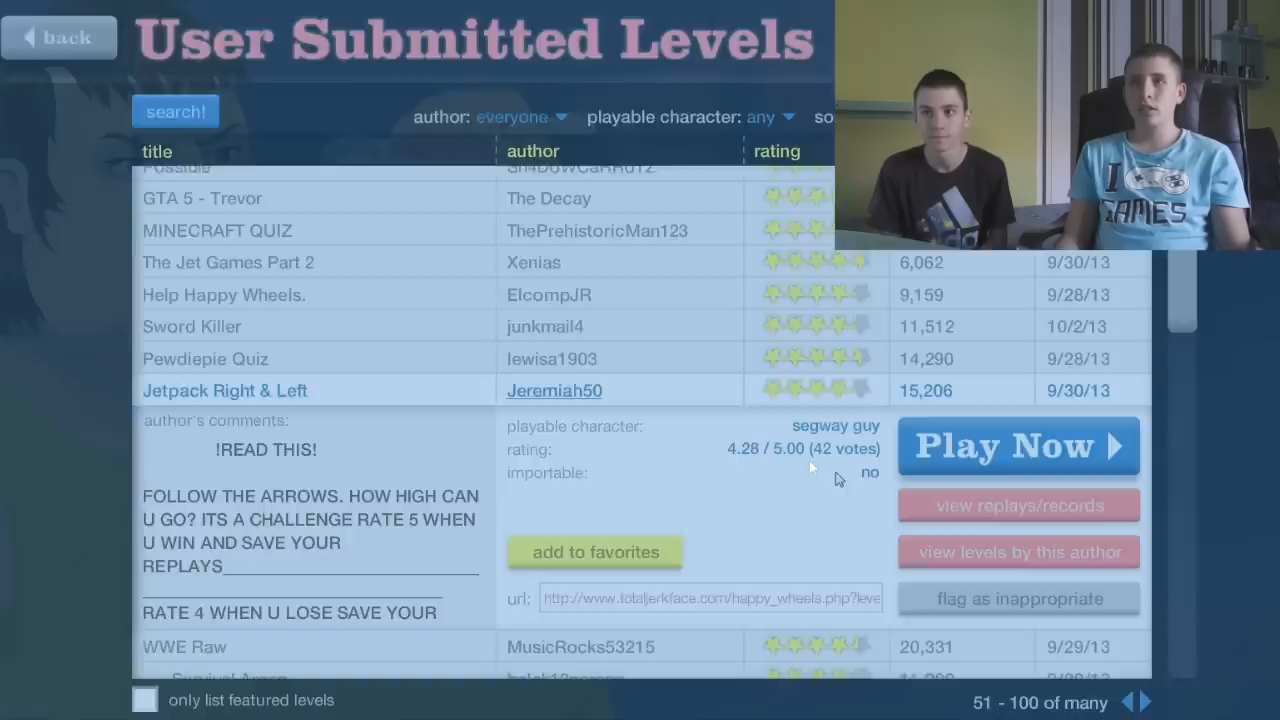 back
User Submitted Levels
search!
author: everyone
playable character: any
so
title
author
rating
GTA 5 - Trevor
The Decay
MINECRAFT QUIZ
ThePrehistoricMan123
The Jet Games Part 2
Xenias
6,062
9/30/13
Help Happy Wheels.
ElcompJR
9,159
9/28/13
Sword Killer
junkmail4
11,512
10/2/13
Pewdiepie Quiz
lewisa1903
14,290
9/28/13
Jetpack Right & Left
Jeremiah50
15,206
9/30/13
author's comments:
!READ THIS!
FOLLOW THE ARROWS. HOW HIGH CAN
U GO? ITS A CHALLENGE RATE 5 WHEN
U WIN AND SAVE YOUR
REPLAYS
RATE 4 WHEN U LOSE SAVE YOUR
playable character: segway guy
rating: 4.28 / 5.00 (42 votes)
importable: no
add to favorites
url: http://www.totaljerkface.com/happy_wheels.php?leve
Play Now
view replays/records
view levels by this author
flag as inappropriate
WWE Raw
MusicRocks53215
20,331
9/29/13
only list featured levels
51 - 100 of many
I
GAMES